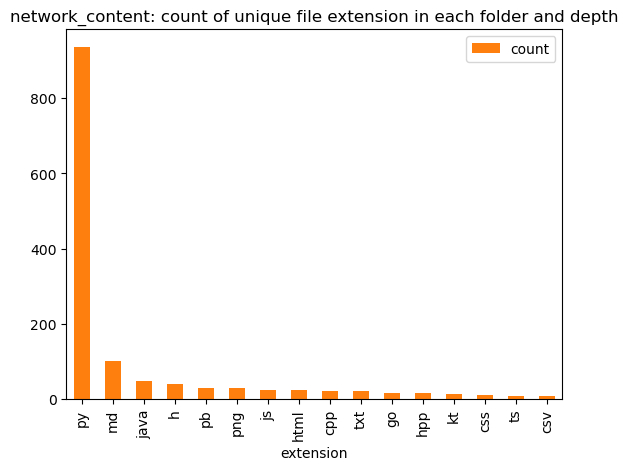 network_content: count of unique file extension in each folder and depth
count
800
600
400
200
0
py
md
java
h
pb
png
js
html
cpp
txt
go
hpp
kt
css
ts
csv
extension